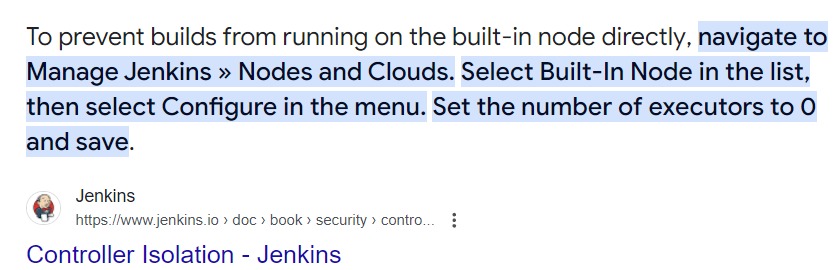 To prevent builds from running on the built-in node directly, navigate to
Manage Jenkins » Nodes and Clouds. Select Built-In Node in the list,
then select Configure in the menu. Set the number of executors to 0
and save.
Jenkins
https://www.jenkins.io › doc › book › security › contro...
Controller Isolation - Jenkins